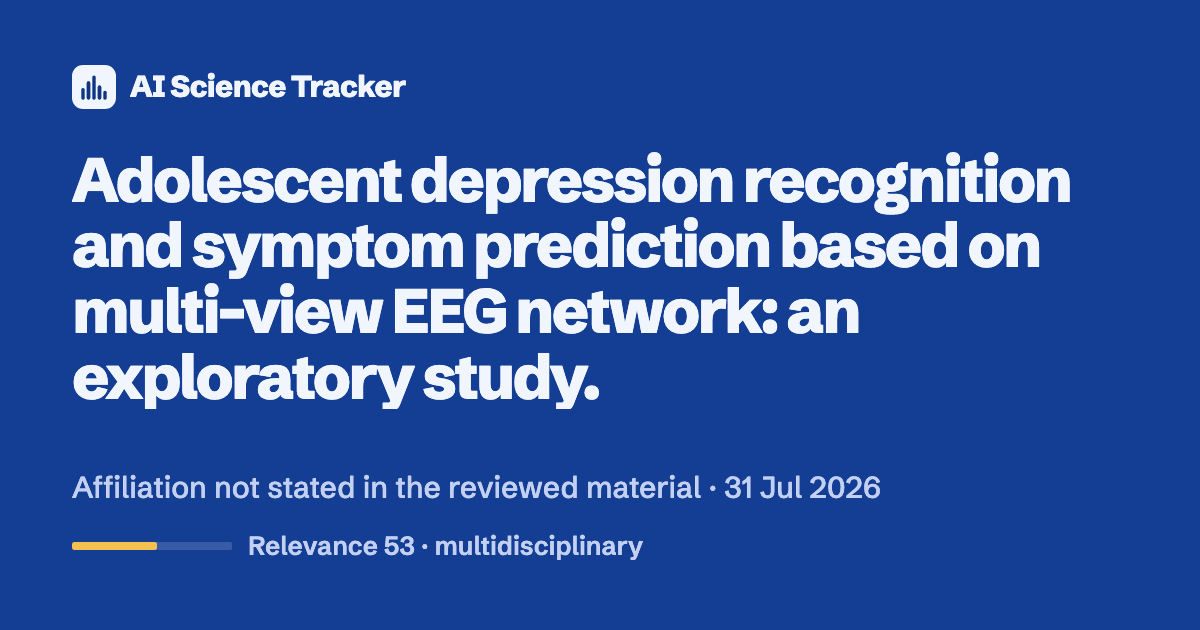 AI Science Tracker
Adolescent depression recognition
and symptom prediction based on
multi-view EEG network: an
exploratory study.
Affiliation not stated in the reviewed material · 31 Jul 2026
Relevance 53 · multidisciplinary